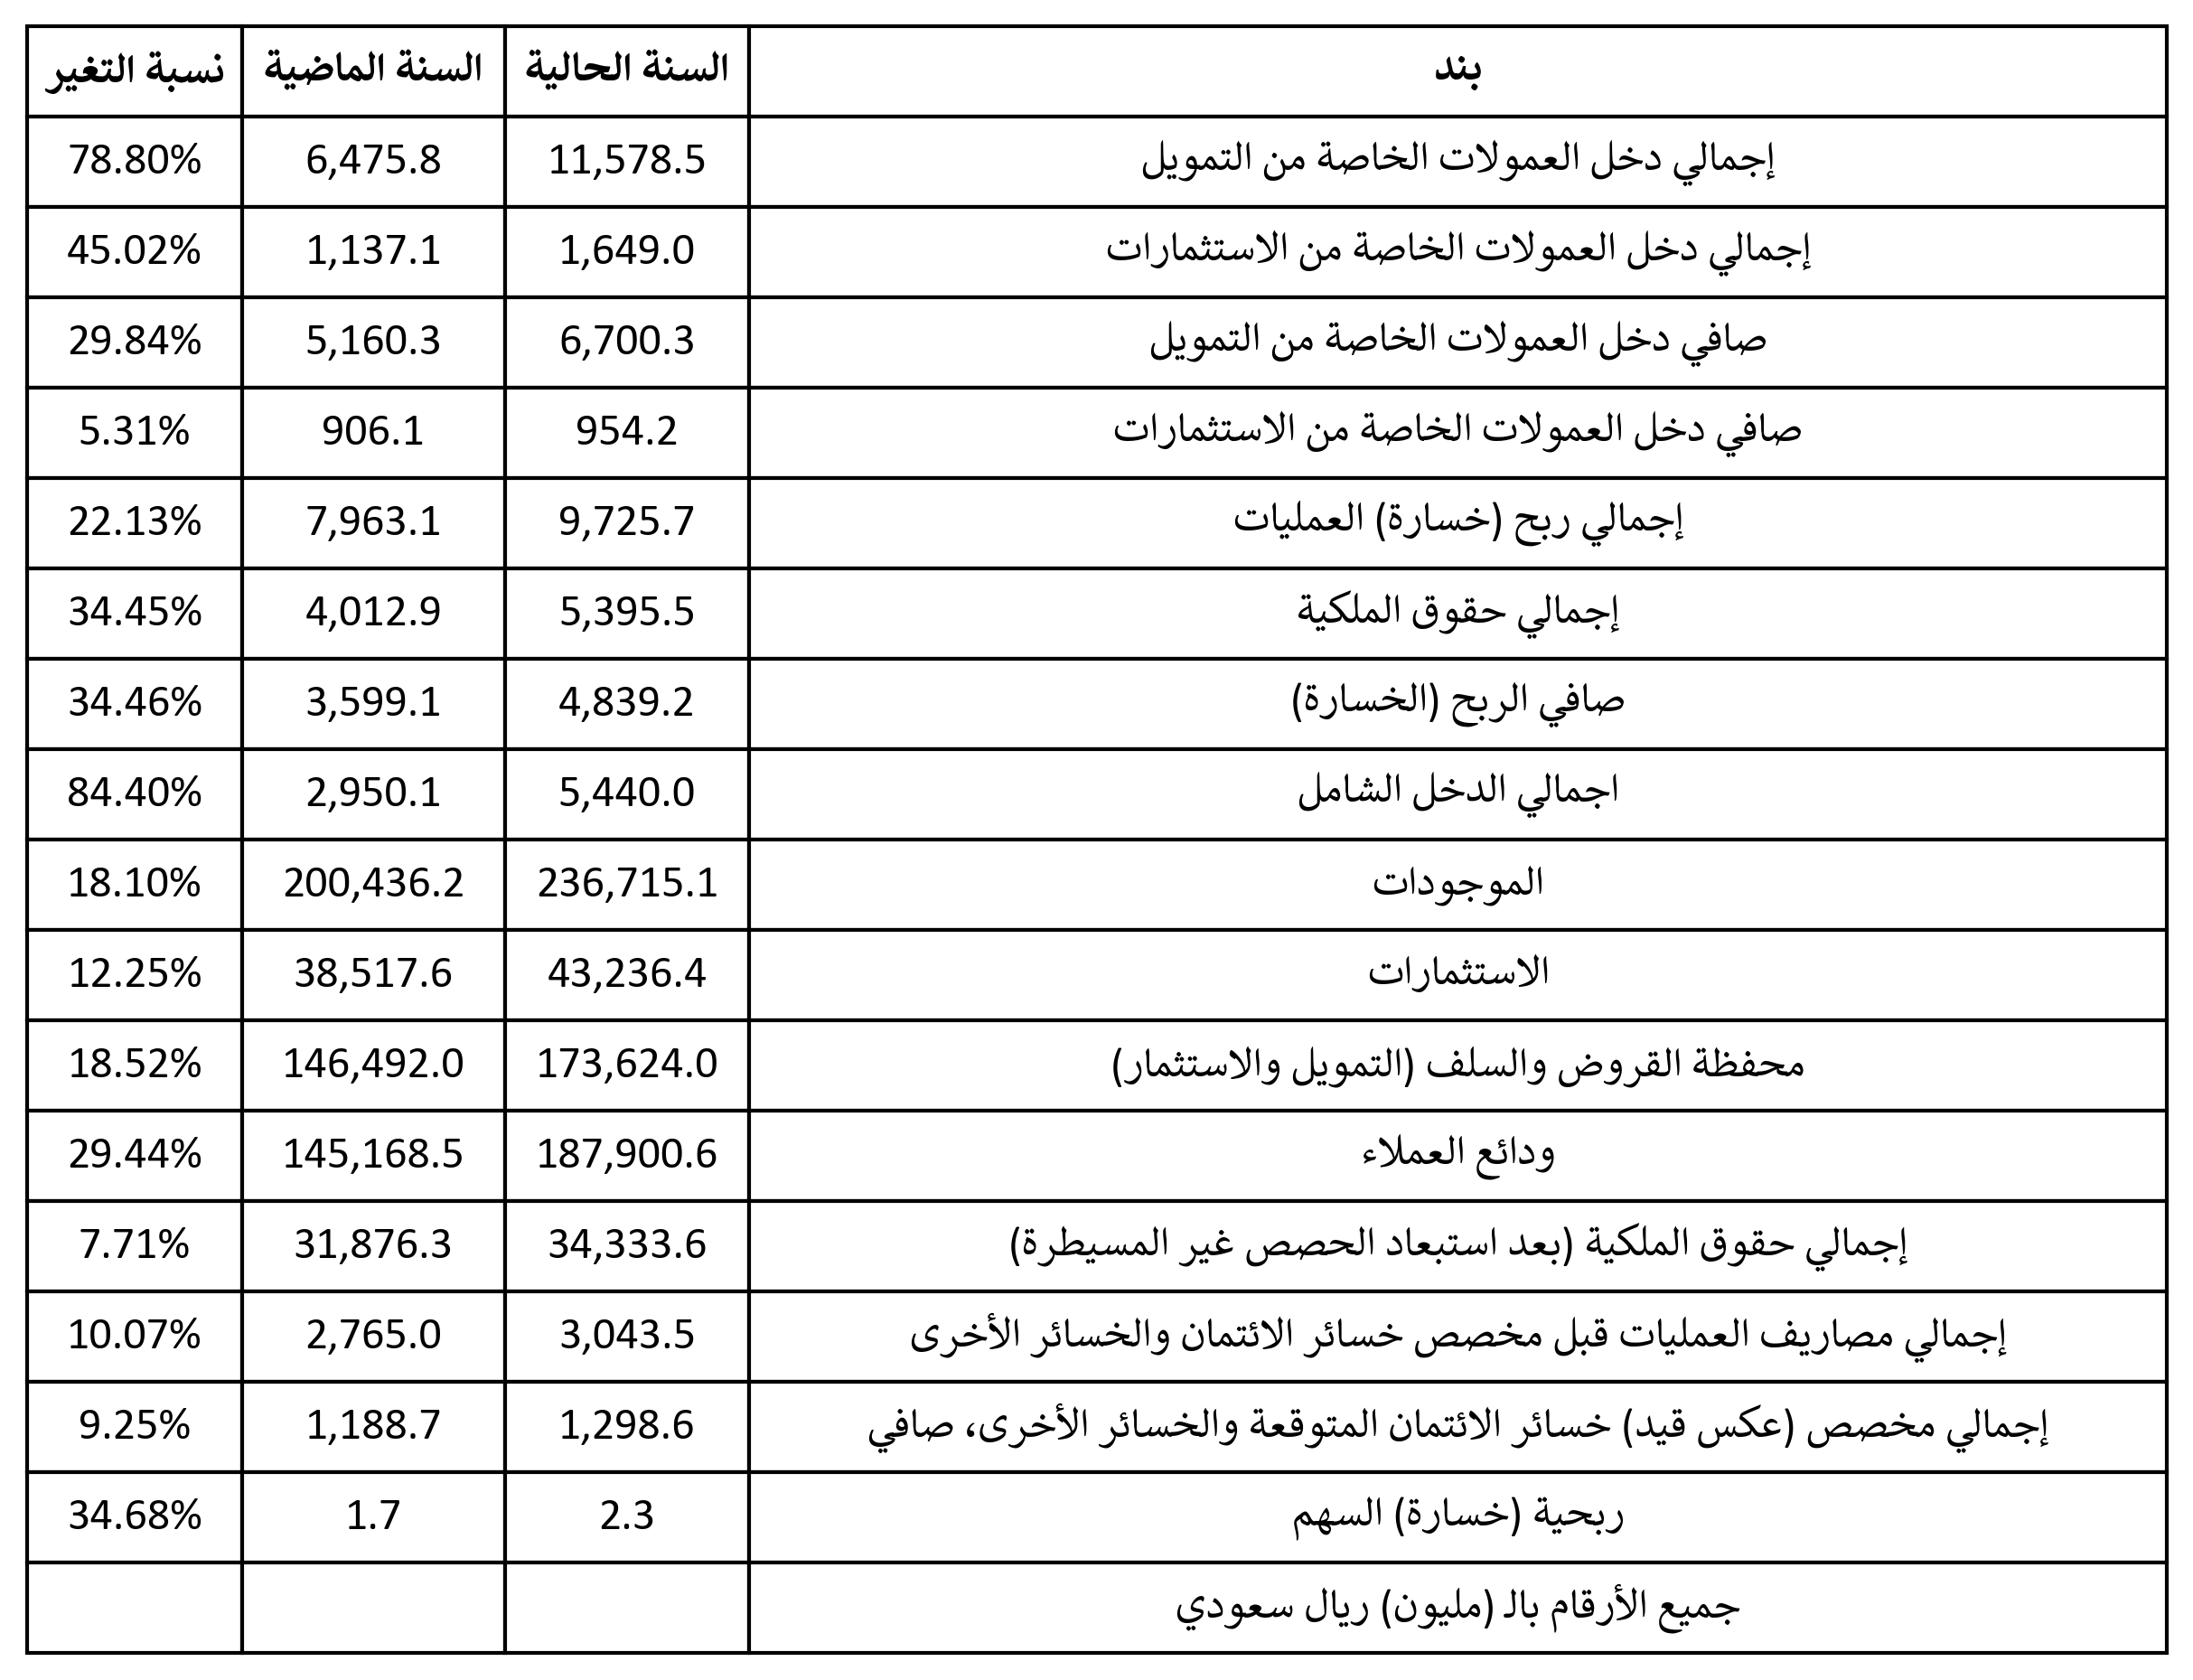 بند السنة الحالية السنة الماضية نسبة التغير
إجمالي دخل العمولات الخاصة من التمويل 11,578.5 6,475.8 78.80%
إجمالي دخل العمولات الخاصة من الاستثمارات 1,649.0 1,137.1 45.02%
صافي دخل العمولات الخاصة من التمويل 6,700.3 5,160.3 29.84%
صافي دخل العمولات الخاصة من الاستثمارات 954.2 906.1 5.31%
إجمالي ربح (خسارة) العمليات 9,725.7 7,963.1 22.13%
إجمالي حقوق الملكية 5,395.5 4,012.9 34.45%
صافي الربح (الخسارة) 4,839.2 3,599.1 34.46%
اجمالي الدخل الشامل 5,440.0 2,950.1 84.40%
الموجودات 236,715.1 200,436.2 18.10%
الاستثمارات 43,236.4 38,517.6 12.25%
محفظة القروض والسلف (التمويل والاستثمار) 173,624.0 146,492.0 18.52%
ودائع العملاء 187,900.6 145,168.5 29.44%
إجمالي حقوق الملكية (بعد استبعاد الحصص غير المسيطرة) 34,333.6 31,876.3 7.71%
إجمالي مصاريف العمليات قبل مخصص خسائر الائتمان والخسائر الأخرى 3,043.5 2,765.0 10.07%
إجمالي مخصص (عكس قيد) خسائر الائتمان المتوقعة والخسائر الأخرى، صافي 1,298.6 1,188.7 9.25%
ربحية (خسارة) السهم 2.3 1.7 34.68%
جميع الأرقام بالـ (مليون) ريال سعودي